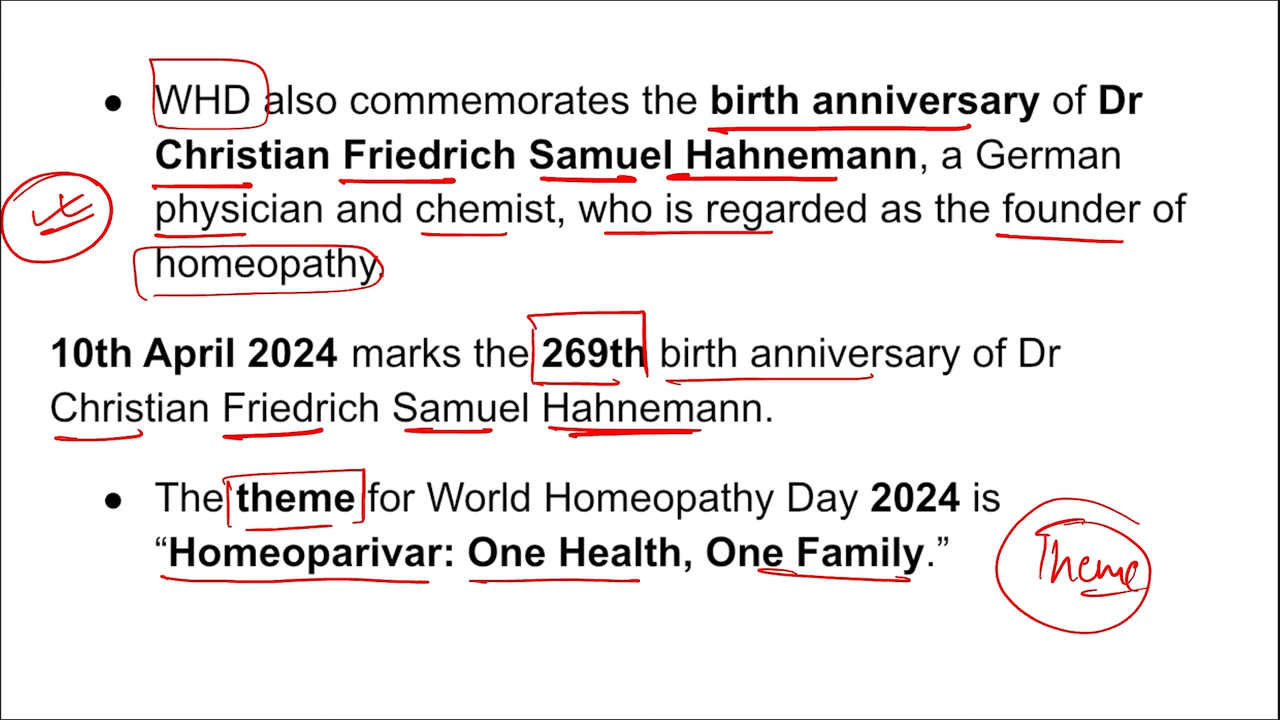 ● WHD also commemorates the birth anniversary of Dr
Christian Friedrich Samuel Hahnemann, a German
physician and chemist, who is regarded as the founder of
homeopathy.
10th April 2024 marks the 269th birth anniversary of Dr
Christian Friedrich Samuel Hahnemann.
● The theme for World Homeopathy Day 2024 is
“Homeoparivar: One Health, One Family.”
Theme